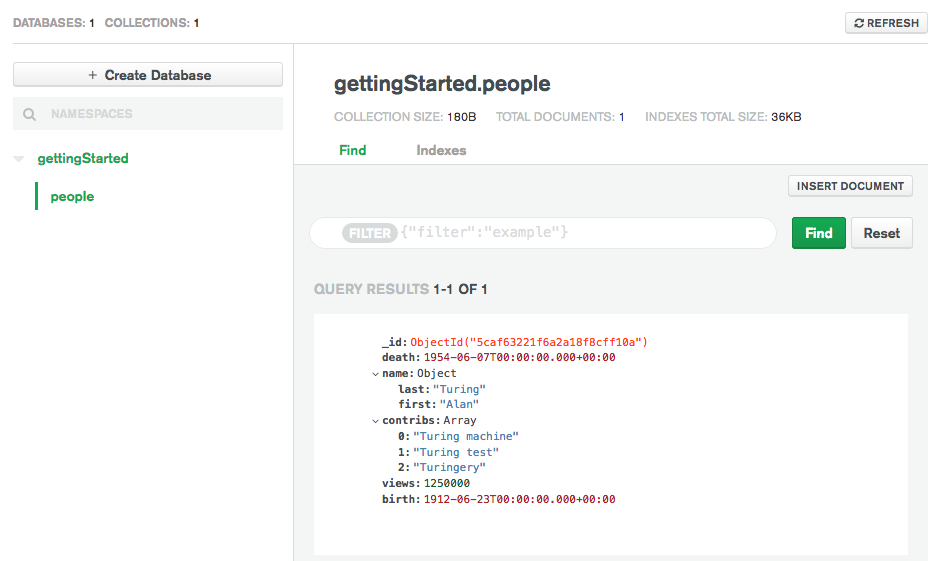 DATABASES: 1 COLLECTIONS: 1
REFRESH
+ Create Database
NAMESPACES
gettingStarted
people
gettingStarted.people
COLLECTION SIZE: 180B TOTAL DOCUMENTS: 1 INDEXES TOTAL SIZE: 36KB
Find Indexes
INSERT DOCUMENT
FILTER {"filter":"example"}
Find Reset
QUERY RESULTS 1-1 OF 1
_id: ObjectId("5caf63221f6a2a18f8cff10a")
death: 1954-06-07T00:00:00.000+00:00
name: Object
last: "Turing"
first: "Alan"
contribs: Array
0: "Turing machine"
1: "Turing test"
2: "Turingery"
views: 1250000
birth: 1912-06-23T00:00:00.000+00:00